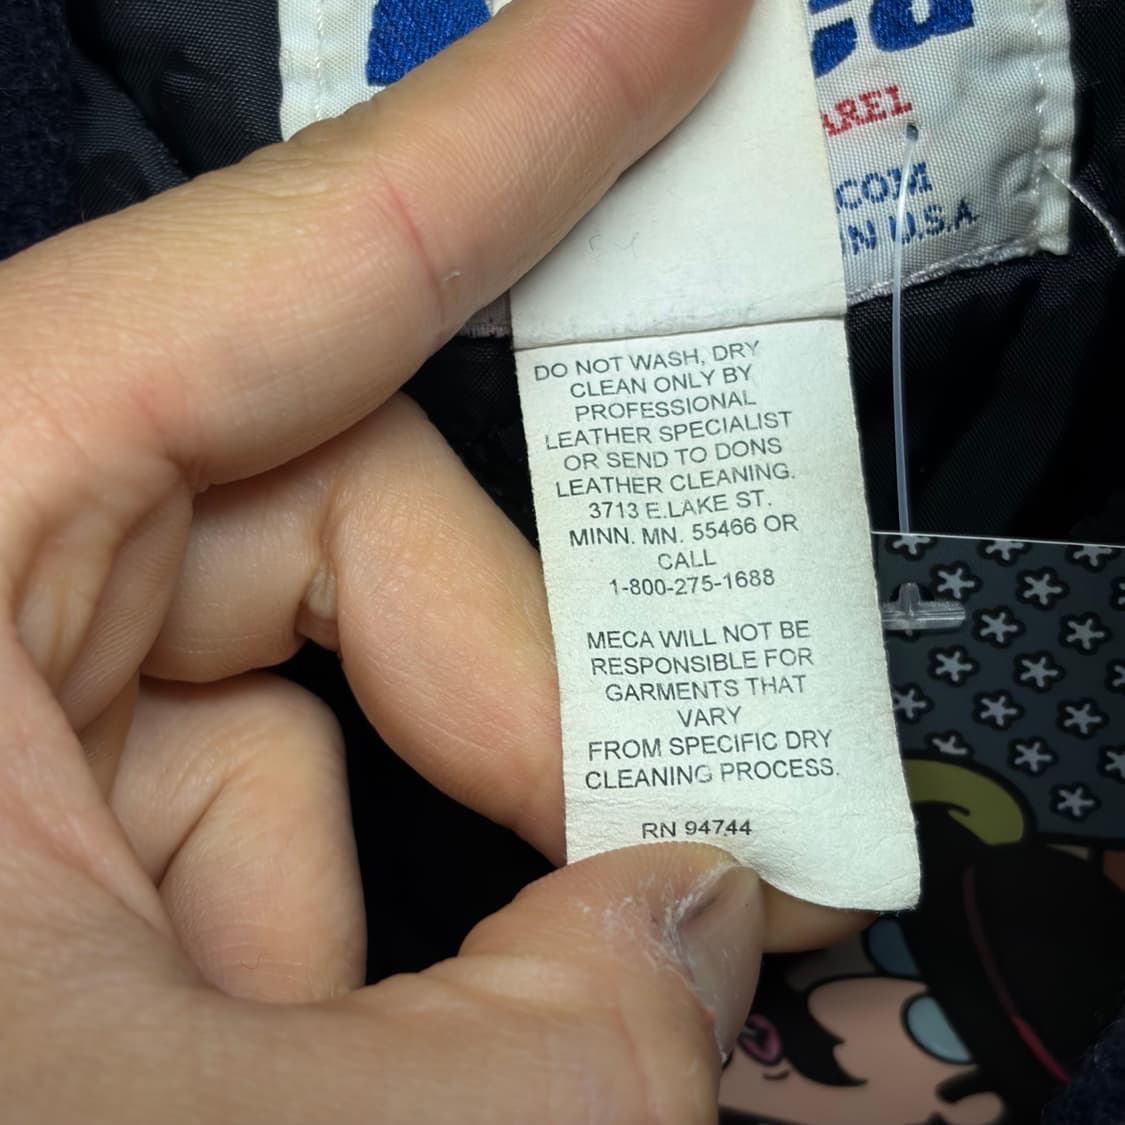 AREL
.COM
IN U.S.A
DO NOT WASH, DRY
CLEAN ONLY BY
PROFESSIONAL
LEATHER SPECIALIST
OR SEND TO DONS
LEATHER CLEANING.
3713 E.LAKE ST.
MINN. MN. 55466 OR
CALL
1-800-275-1688
MECA WILL NOT BE
RESPONSIBLE FOR
GARMENTS THAT
VARY
FROM SPECIFIC DRY
CLEANING PROCESS.
RN 94744